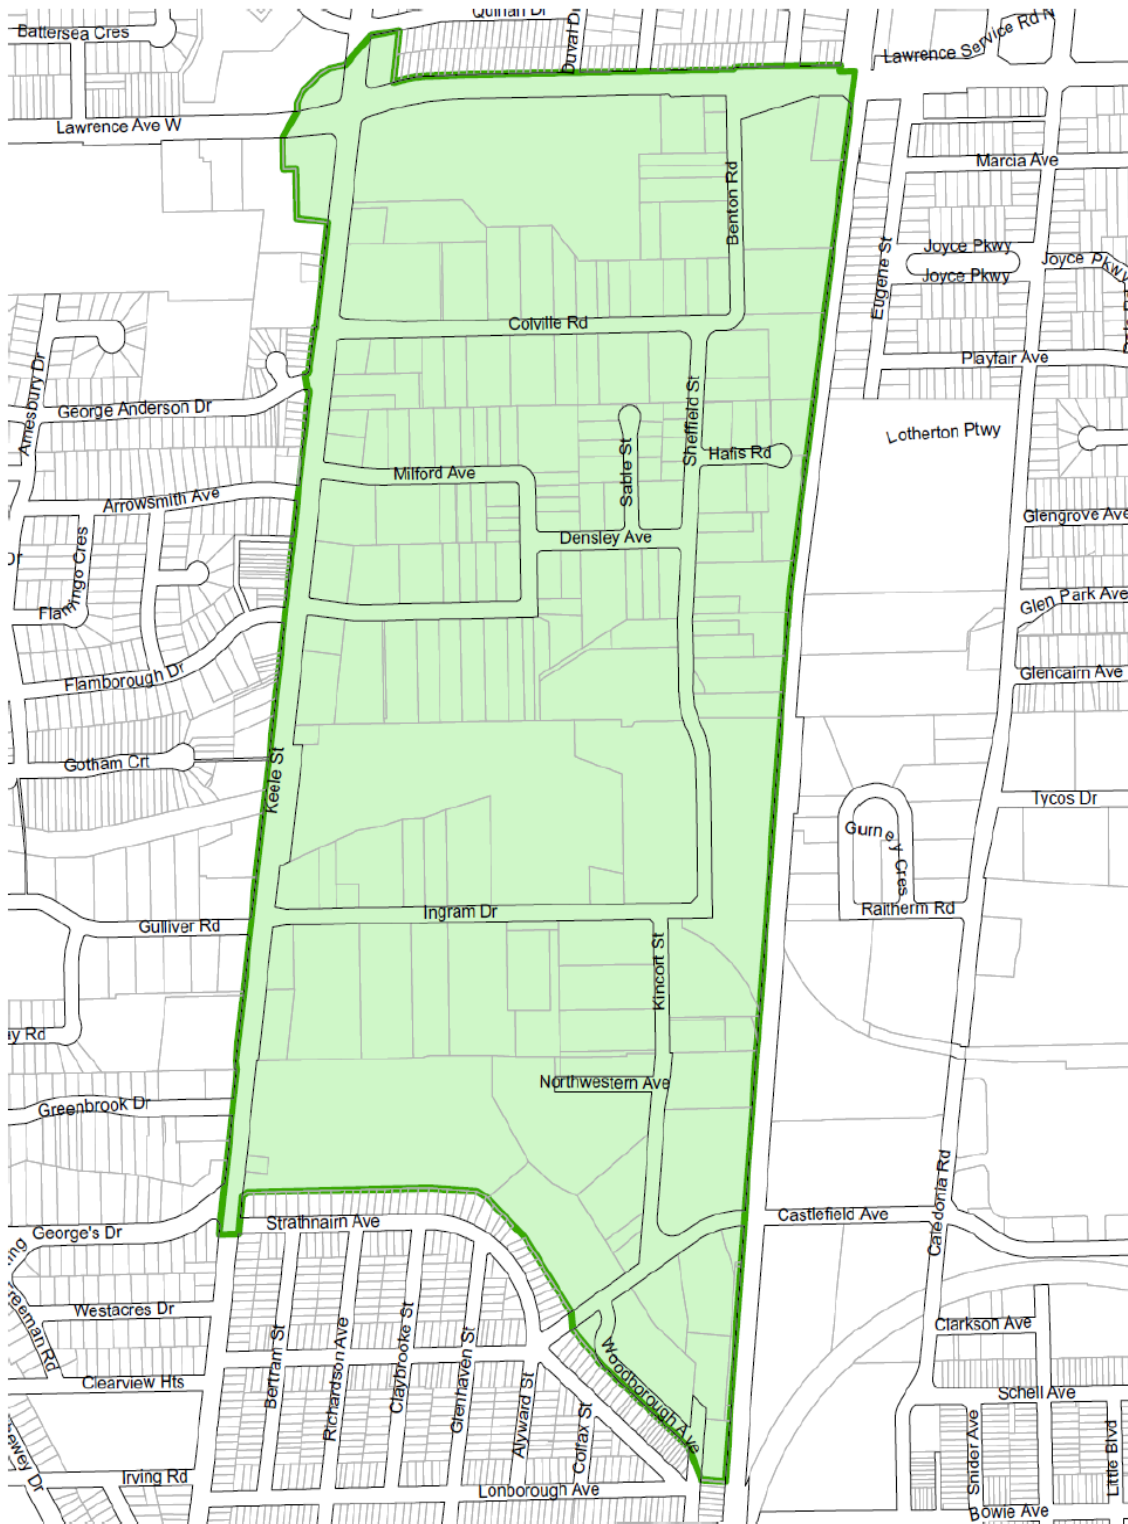 Battersea Cres
Quinan Dr
Duval Dr
Lawrence Service Rd N
Lawrence Ave W
Marcia Ave
Benton Rd
Eugene St
Joyce Pkwy
Joyce Pkwy
Joyce Pkwy
Colville Rd
Playfair Ave
Amesbury Dr
George Anderson Dr
Sheffield St
Lotherton Ptwy
Sable St
Hafis Rd
Milford Ave
Arrowsmith Ave
Glengrove Ave
Densley Ave
Flamingo Cres
Flamborough Dr
Glen Park Ave
Glencairn Ave
Gotham Crt
Keele St
Tycos Dr
Gurney Cres
Ingram Dr
Raitherm Rd
Gulliver Rd
Kincort St
ay Rd
Northwestern Ave
Greenbrook Dr
Caledonia Rd
Castlefield Ave
Strathnairn Ave
George's Dr
Westacres Dr
Freeman Rd
Clarkson Ave
Bertram St
Richardson Ave
Claybrooke St
Glenhaven St
Woodborough Ave
Clearview Hts
Schell Ave
Alyward St
Colfax St
Snider Ave
Little Blvd
Irving Rd
Lonborough Ave
Bowie Ave